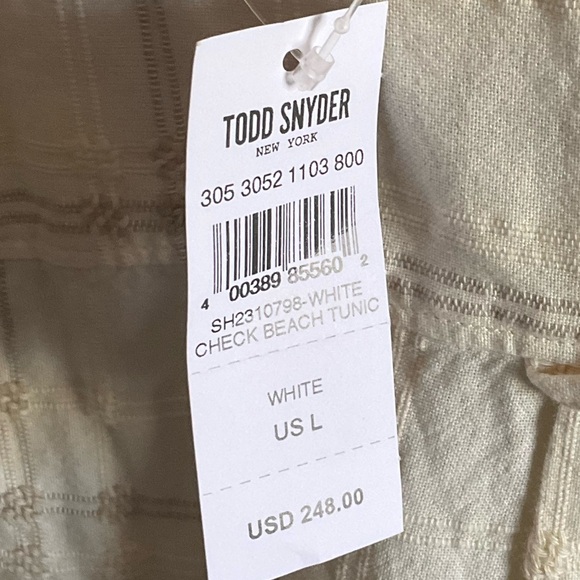 TODD SNYDER
NEW YORK
305 3052 1103 800
4 00389 85560 2
SH2310798-WHITE
CHECK BEACH TUNIC
WHITE
US L
USD 248.00